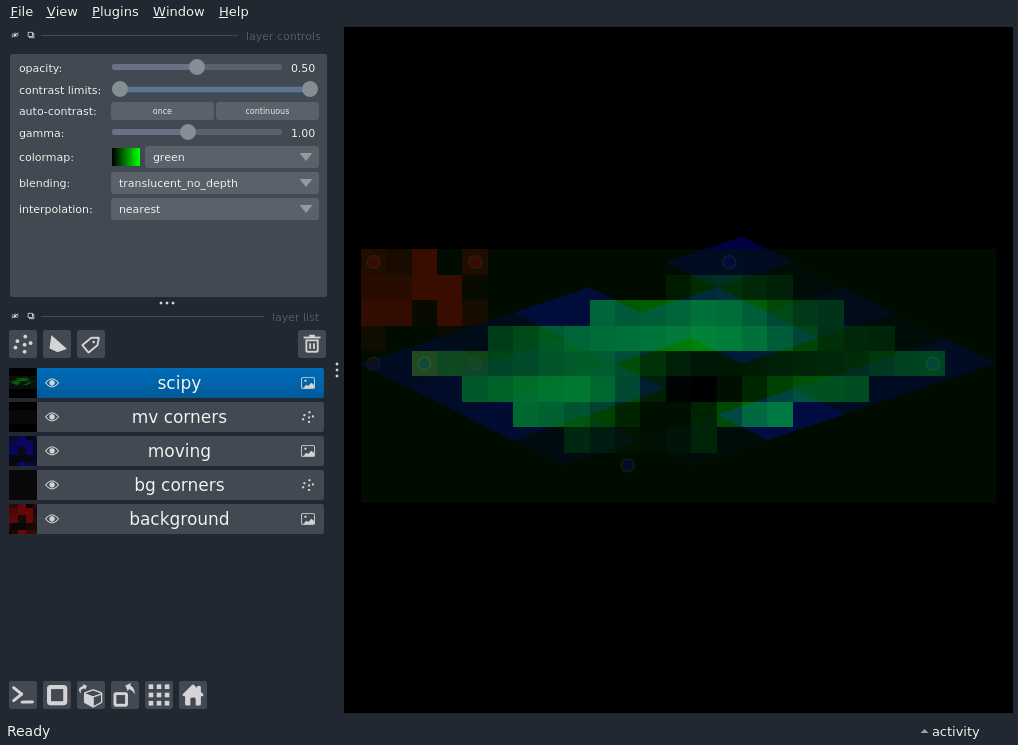 File View Plugins Window Help
layer controls
opacity: 0.50
contrast limits:
auto-contrast: once continuous
gamma: 1.00
colormap: green
blending: translucent_no_depth
interpolation: nearest
layer list
scipy
mv corners
moving
bg corners
background
Ready activity